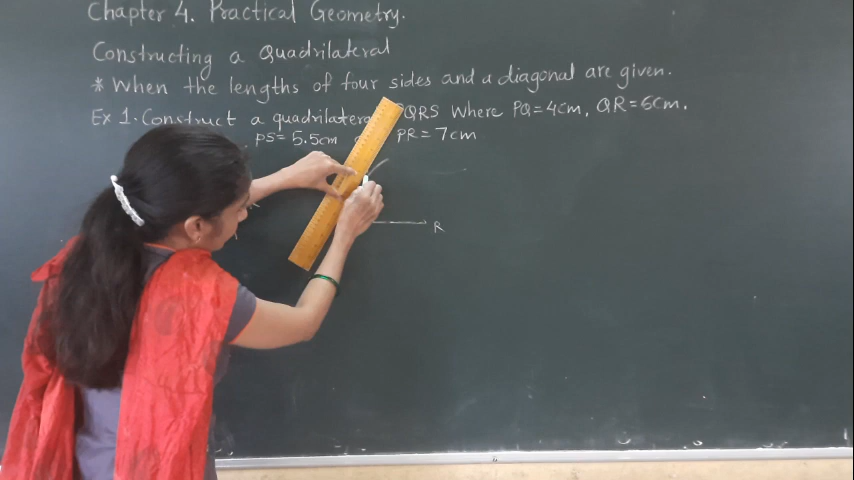 Chapter 4. Practical Geometry.
Constructing a Quadrilateral
* When the lengths of four sides and a diagonal are given.
Ex 1. Construct a quadrilateral PQRS Where PQ=4cm, QR=6cm.
PS= 5.5cm PR= 7cm
R